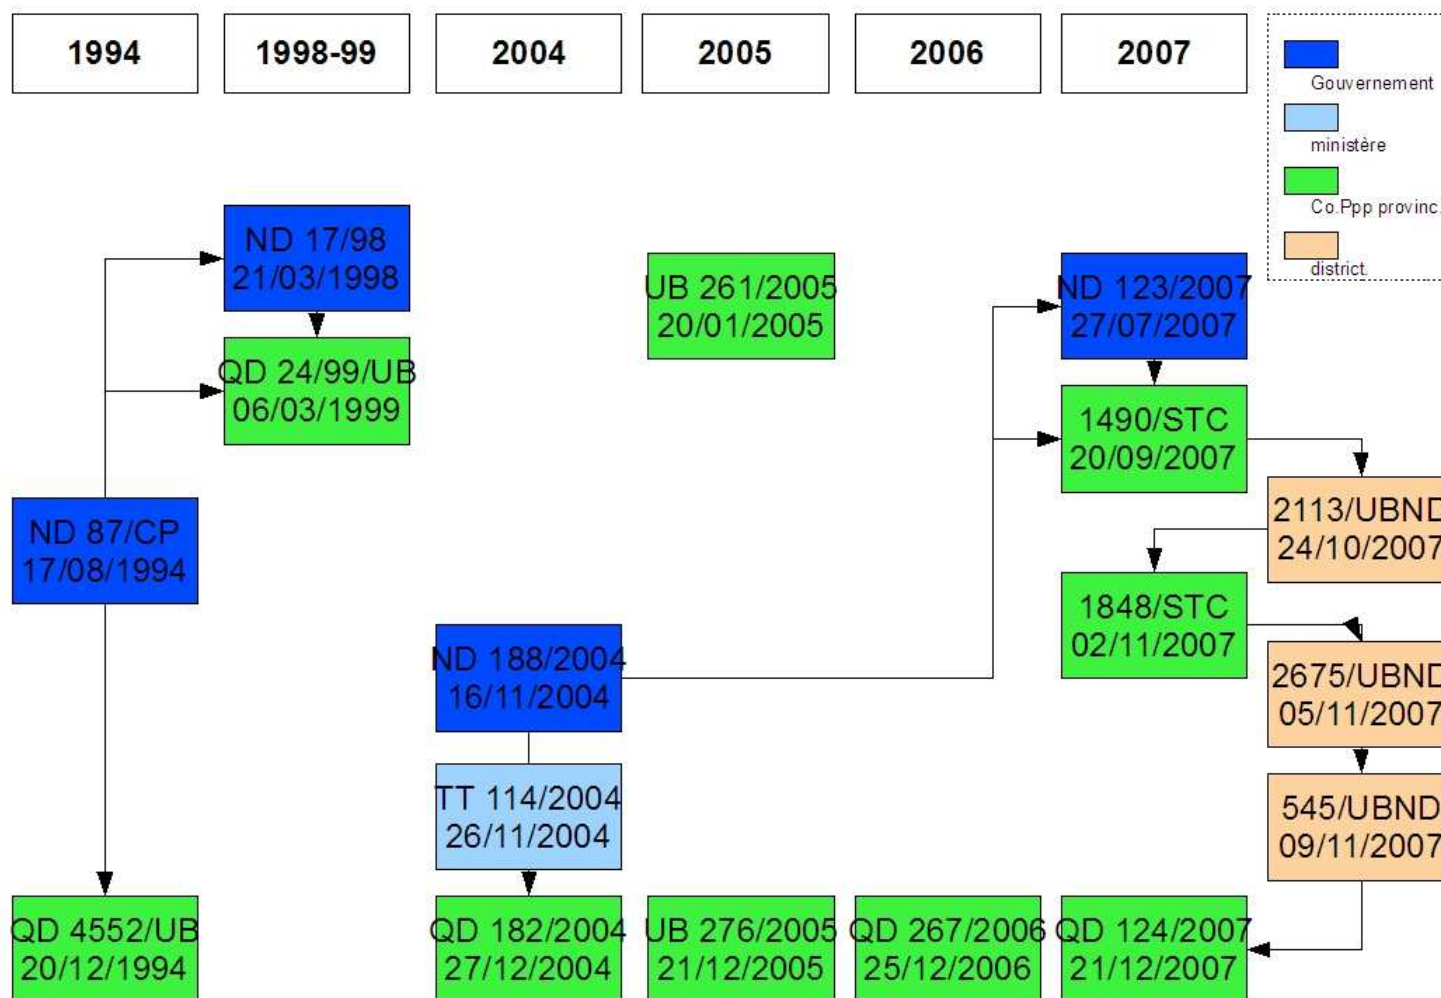 1994
1998-99
2004
2005
2006
2007
Gouvernement
ministère
Co.Ppp provinc.
district.
ND 17/98
21/03/1998
QD 24/99/UB
06/03/1999
UB 261/2005
20/01/2005
ND 123/2007
27/07/2007
1490/STC
20/09/2007
ND 87/CP
17/08/1994
2113/UBND
24/10/2007
1848/STC
02/11/2007
ND 188/2004
16/11/2004
2675/UBND
05/11/2007
TT 114/2004
26/11/2004
545/UBND
09/11/2007
QD 4552/UB
20/12/1994
QD 182/2004
27/12/2004
UB 276/2005
21/12/2005
QD 267/2006
25/12/2006
QD 124/2007
21/12/2007